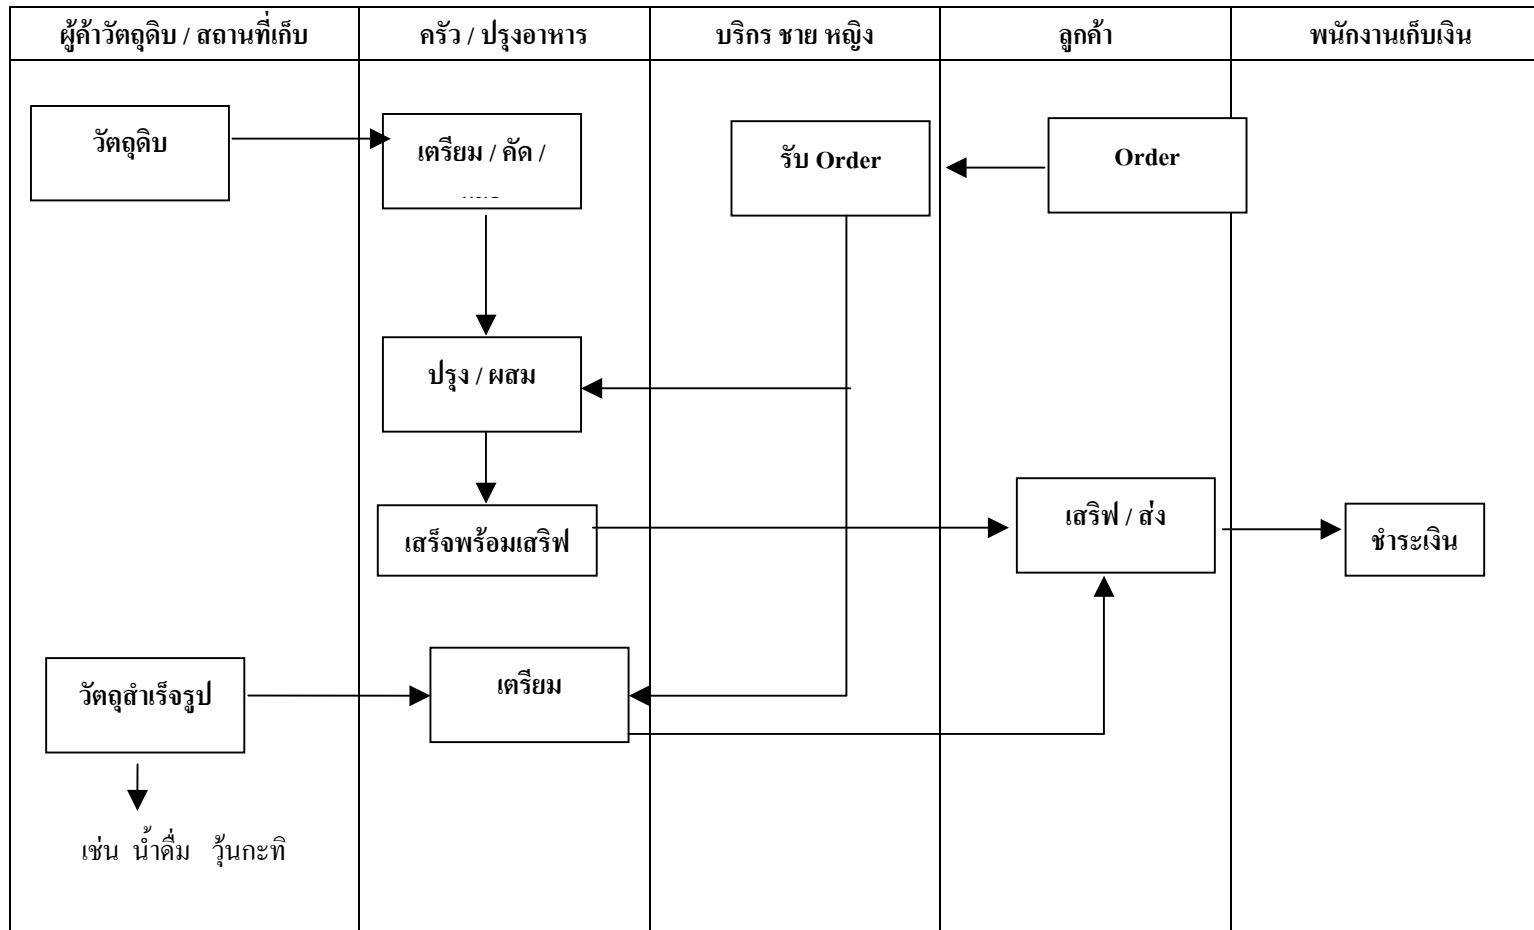 ผู้ค้าวัตถุดิบ / สถานที่เก็บ
ครัว / ปรุงอาหาร
บริกร ชาย หญิง
ลูกค้า
พนักงานเก็บเงิน
วัตถุดิบ
เตรียม / คัด /
รับ Order
Order
ปรุง / ผสม
เสร็จพร้อมเสริฟ
เสริฟ / ส่ง
ชำระเงิน
วัตถุสำเร็จรูป
เตรียม
เช่น น้ำดื่ม วุ้นกะทิ